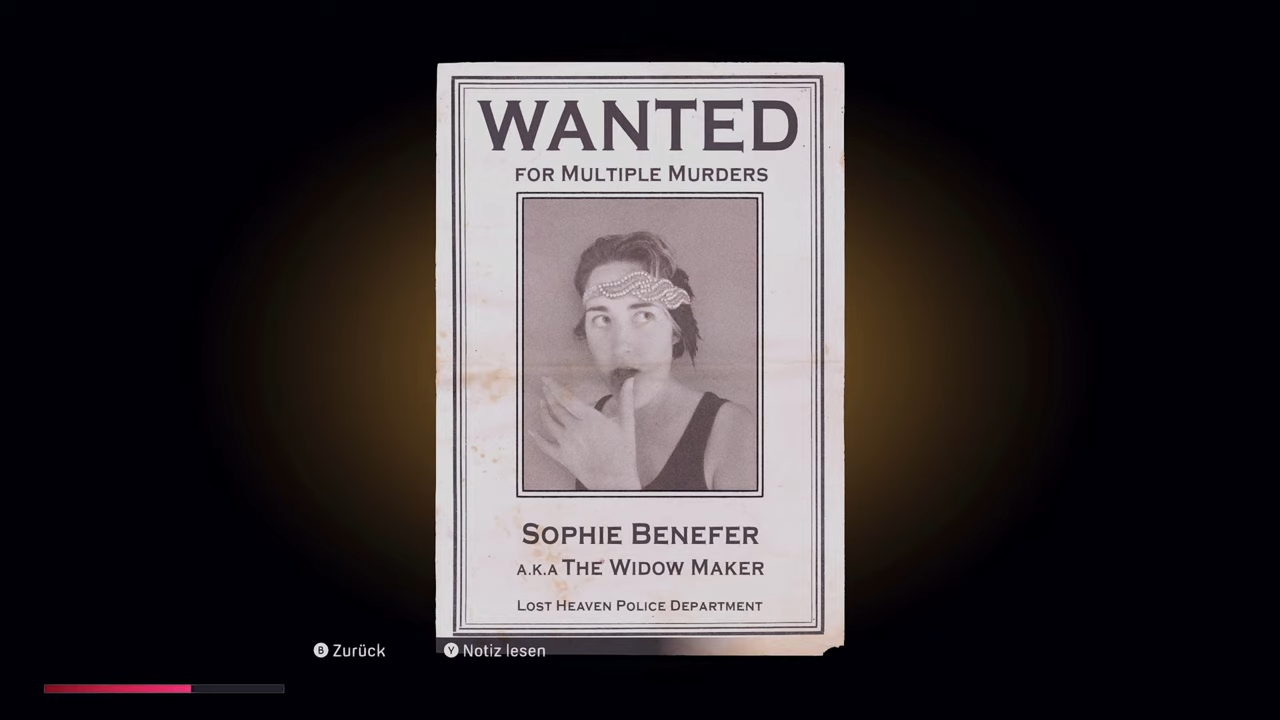 WANTED
FOR MULTIPLE MURDERS
SOPHIE BENEFER
A.K.A THE WIDOW MAKER
LOST HEAVEN POLICE DEPARTMENT
B Zurück Y Notiz lesen